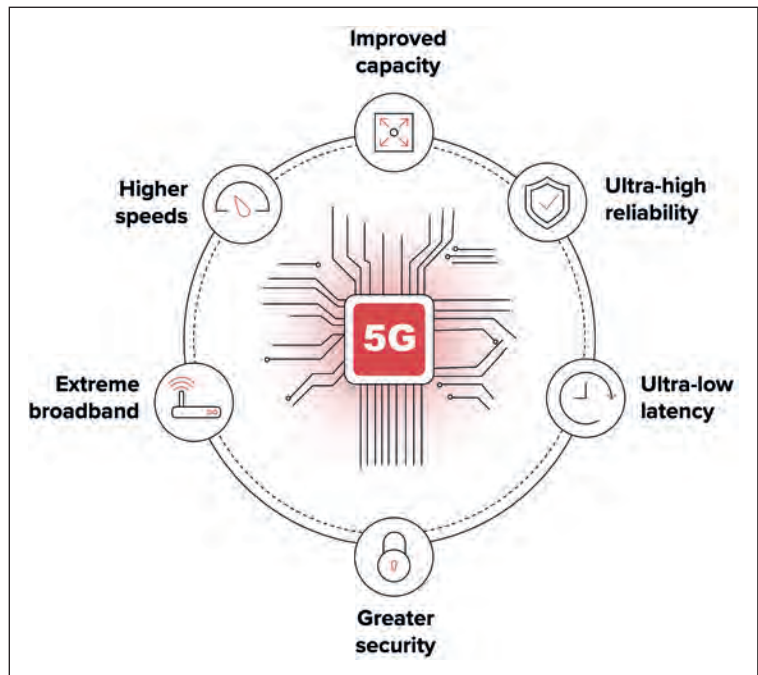 Improved
capacity
Higher
speeds
Ultra-high
reliability
5G
Extreme
broadband
Ultra-low
latency
Greater
security